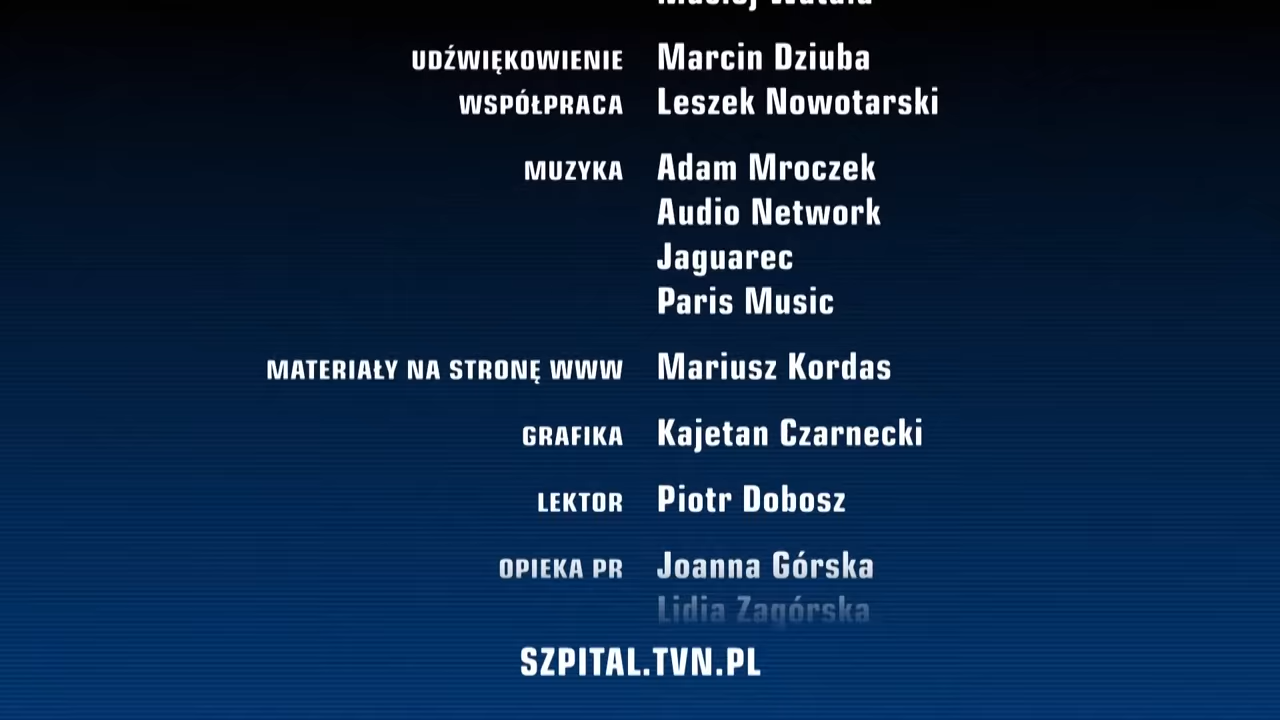 UDŹWIĘKOWIENIE Marcin Dziuba
WSPÓŁPRACA Leszek Nowotarski
MUZYKA Adam Mroczek
Audio Network
Jaguarec
Paris Music
MATERIAŁY NA STRONĘ WWW Mariusz Kordas
GRAFIKA Kajetan Czarnecki
LEKTOR Piotr Dobosz
OPIEKA PR Joanna Górska
Lidia Zagórska
SZPITAL.TVN.PL